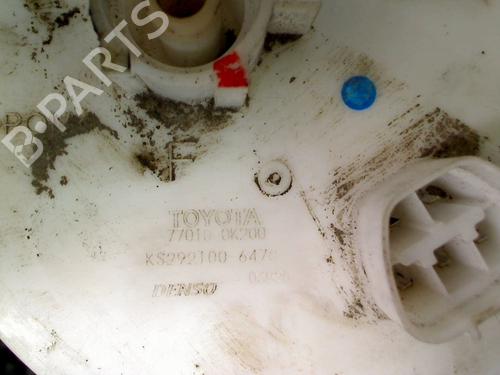 B-PARTS
F
TOYOTA
77010-0K200
KS292100-6470
DENSO